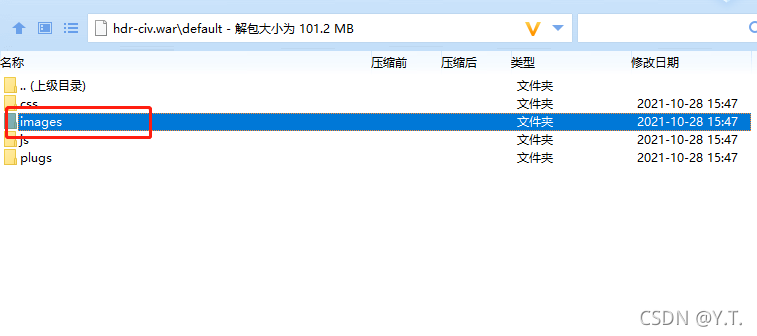 hdr-civ.war\default - 解包大小为 101.2 MB
名称 压缩前 压缩后 类型 修改日期
.. (上级目录) 文件夹
css 文件夹 2021-10-28 15:47
images 文件夹 2021-10-28 15:47
js 文件夹 2021-10-28 15:47
plugs 文件夹 2021-10-28 15:47
CSDN @Y.T.